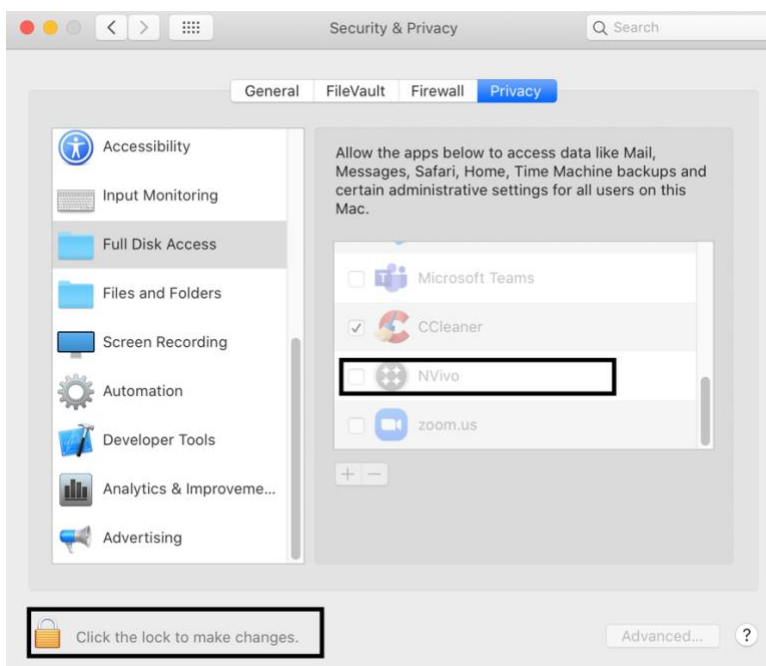 Security & Privacy
Search
General
FileVault
Firewall
Privacy
Accessibility
Input Monitoring
Full Disk Access
Files and Folders
Screen Recording
Automation
Developer Tools
Analytics & Improveme...
Advertising
Allow the apps below to access data like Mail,
Messages, Safari, Home, Time Machine backups and
certain administrative settings for all users on this
Mac.
Microsoft Teams
CCleaner
NVivo
zoom.us
Click the lock to make changes.
Advanced...
?